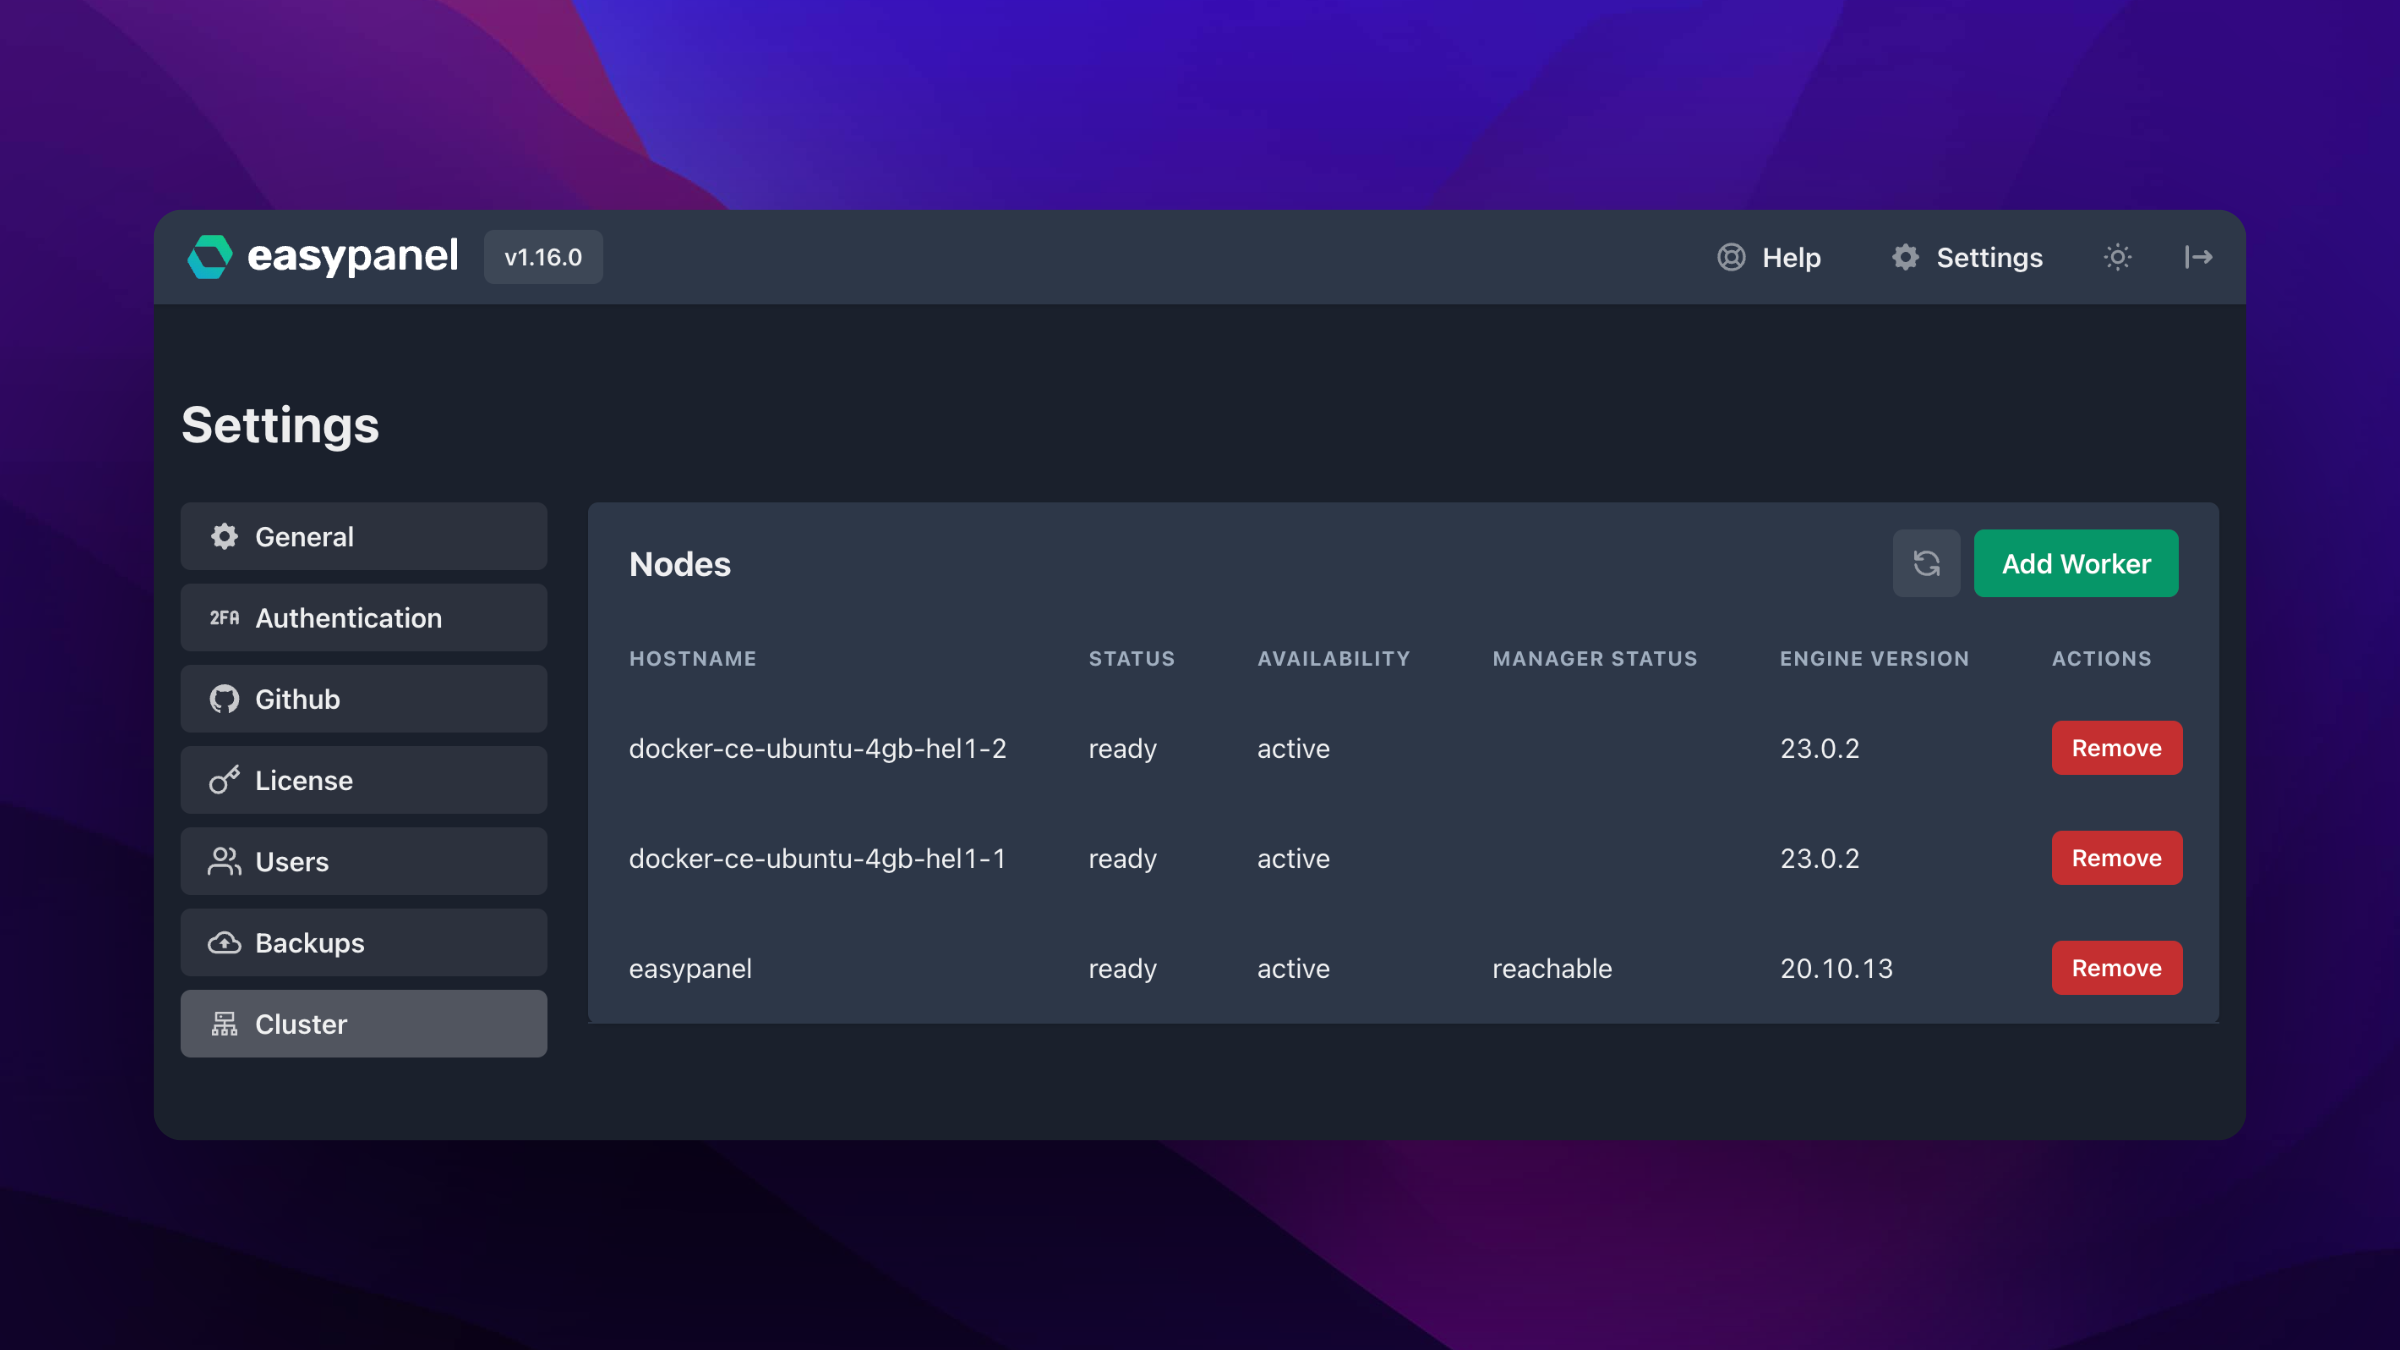 easypanel v1.16.0 Help Settings
Settings
General
2FA Authentication
Github
License
Users
Backups
Cluster
Nodes Add Worker
HOSTNAME STATUS AVAILABILITY MANAGER STATUS ENGINE VERSION ACTIONS
docker-ce-ubuntu-4gb-hel1-2 ready active 23.0.2 Remove
docker-ce-ubuntu-4gb-hel1-1 ready active 23.0.2 Remove
easypanel ready active reachable 20.10.13 Remove